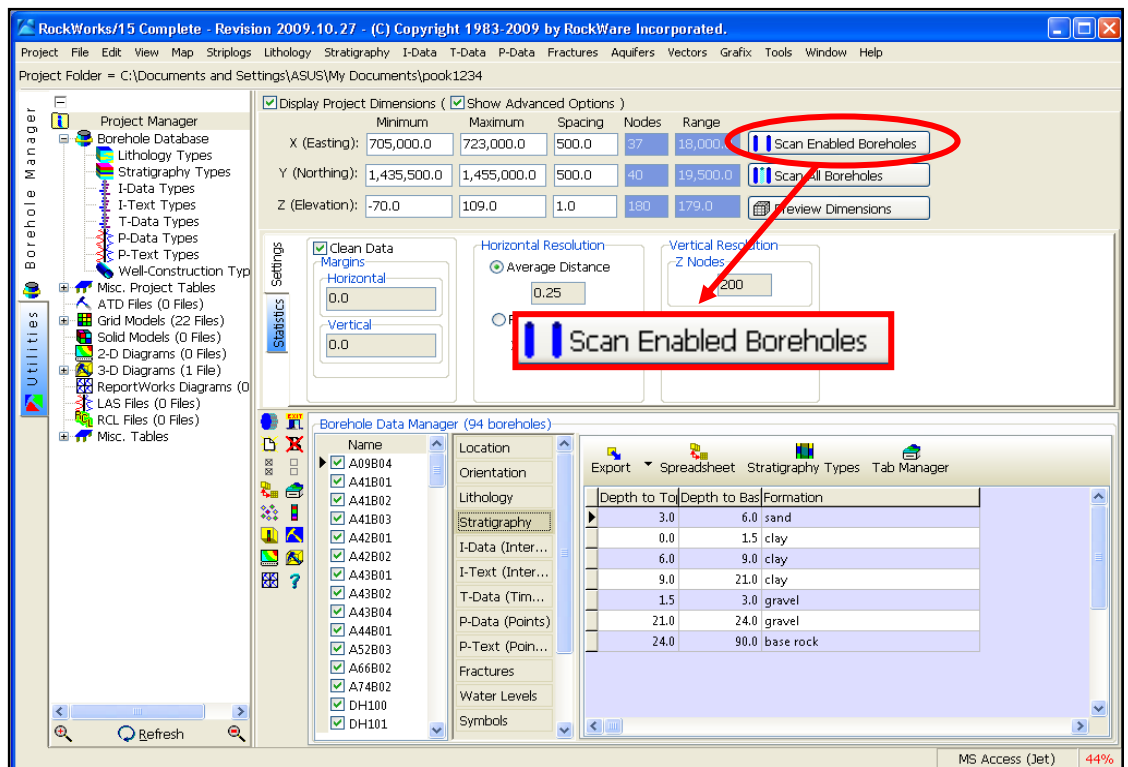 RockWorks/15 Complete - Revision 2009.10.27 - (C) Copyright 1983-2009 by RockWare Incorporated.
Project File Edit View Map Striplogs Lithology Stratigraphy I-Data T-Data P-Data Fractures Aquifers Vectors Grafix Tools Window Help
Project Folder = C:\Documents and Settings\ASUS\My Documents\pook1234
Borehole Manager
Utilities
Project Manager
Borehole Database
Lithology Types
Stratigraphy Types
I-Data Types
I-Text Types
T-Data Types
P-Data Types
P-Text Types
Well-Construction Typ
Misc. Project Tables
ATD Files (0 Files)
Grid Models (22 Files)
Solid Models (0 Files)
2-D Diagrams (0 Files)
3-D Diagrams (1 File)
ReportWorks Diagrams (0
LAS Files (0 Files)
RCL Files (0 Files)
Misc. Tables
Refresh
Display Project Dimensions ( Show Advanced Options )
Minimum Maximum Spacing Nodes Range
X (Easting): 705,000.0 723,000.0 500.0 37 18,000.0 Scan Enabled Boreholes
Y (Northing): 1,435,500.0 1,455,000.0 500.0 40 19,500.0 Scan All Boreholes
Z (Elevation): -70.0 109.0 1.0 180 179.0 Preview Dimensions
Settings
Statistics
Clean Data
Margins
Horizontal
0.0
Vertical
0.0
Horizontal Resolution
Average Distance
0.25
Vertical Resolution
Z Nodes
200
Scan Enabled Boreholes
EXIT
Borehole Data Manager (94 boreholes)
Name
A09B04
A41B01
A41B02
A41B03
A42B01
A42B02
A43B01
A43B02
A43B04
A44B01
A52B03
A66B02
A74B02
DH100
DH101
Location
Orientation
Lithology
Stratigraphy
I-Data (Inter...
I-Text (Inter...
T-Data (Tim...
P-Data (Points)
P-Text (Poin...
Fractures
Water Levels
Symbols
Export Spreadsheet Stratigraphy Types Tab Manager
Depth to To Depth to Bas Formation
3.0 6.0 sand
0.0 1.5 clay
6.0 9.0 clay
9.0 21.0 clay
1.5 3.0 gravel
21.0 24.0 gravel
24.0 90.0 base rock
MS Access (Jet) 44%